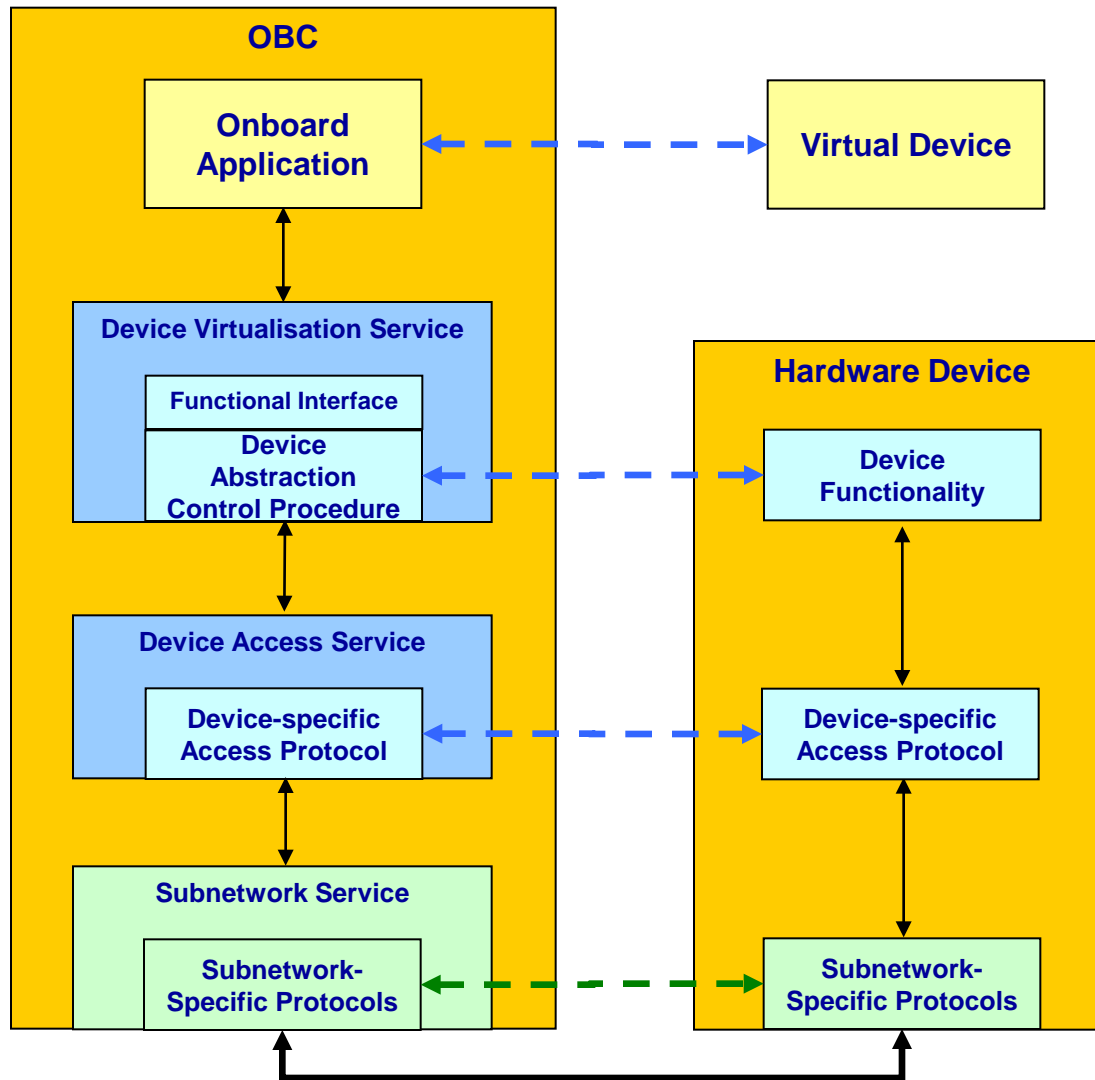 OBC
Onboard
Application
Virtual Device
Device Virtualisation Service
Functional Interface
Device
Abstraction
Control Procedure
Hardware Device
Device
Functionality
Device Access Service
Device-specific
Access Protocol
Device-specific
Access Protocol
Subnetwork Service
Subnetwork-
Specific Protocols
Subnetwork-
Specific Protocols